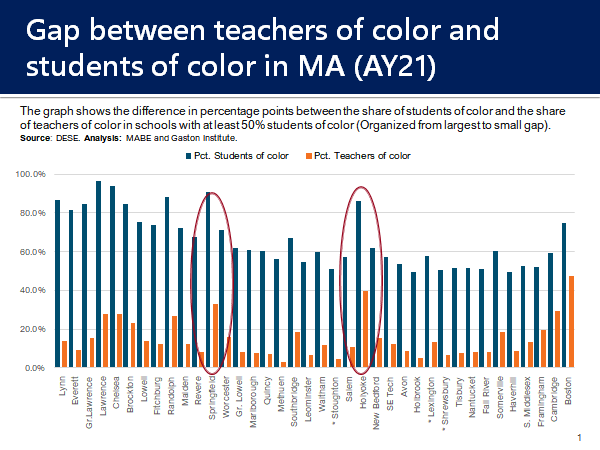 Gap between teachers of color and
students of color in MA (AY21)
The graph shows the difference in percentage points between the share of students of color and the share
of teachers of color in schools with at least 50% students of color (Organized from largest to small gap).
Source: DESE. Analysis: MABE and Gaston Institute.
Pct. Students of color Pct. Teachers of color
100.0%
80.0%
60.0%
40.0%
20.0%
0.0%
Lynn
Everett
Gr.Lawrence
Lawrence
Chelsea
Brockton
Lowell
Fitchburg
Randolph
Malden
Revere
Springfield
Worcester
Gr. Lowell
Marlborough
Quincy
Methuen
Southbridge
Leominster
Waltham
* Stoughton
Salem
Holyoke
New Bedford
SE Tech
Avon
Holbrook
* Lexington
* Shrewsbury
Tisbury
Nantucket
Fall River
Somerville
Haverhill
S. Middlesex
Framingham
Cambridge
Boston
1